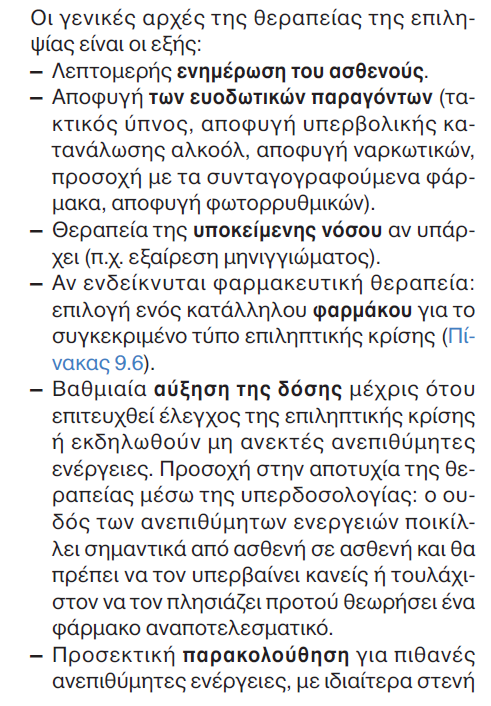 Οι γενικές αρχές της θεραπείας της επιλη-
ψίας είναι οι εξής:
– Λεπτομερής ενημέρωση του ασθενούς.
– Αποφυγή των ευοδωτικών παραγόντων (τα-
κτικός ύπνος, αποφυγή υπερβολικής κα-
τανάλωσης αλκοόλ, αποφυγή ναρκωτικών,
προσοχή με τα συνταγογραφούμενα φάρ-
μακα, αποφυγή φωτορρυθμικών).
– Θεραπεία της υποκείμενης νόσου αν υπάρ-
χει (π.χ. εξαίρεση μηνιγγιώματος).
– Αν ενδείκνυται φαρμακευτική θεραπεία:
επιλογή ενός κατάλληλου φαρμάκου για το
συγκεκριμένο τύπο επιληπτικής κρίσης (Πί-
νακας 9.6).
– Βαθμιαία αύξηση της δόσης μέχρις ότου
επιτευχθεί έλεγχος της επιληπτικής κρίσης
ή εκδηλωθούν μη ανεκτές ανεπιθύμητες
ενέργειες. Προσοχή στην αποτυχία της θε-
ραπείας μέσω της υπερδοσολογίας: ο ου-
δός των ανεπιθύμητων ενεργειών ποικίλ-
λει σημαντικά από ασθενή σε ασθενή και θα
πρέπει να τον υπερβαίνει κανείς ή τουλάχι-
στον να τον πλησιάζει προτού θεωρήσει ένα
φάρμακο αναποτελεσματικό.
– Προσεκτική παρακολούθηση για πιθανές
ανεπιθύμητες ενέργειες, με ιδιαίτερα στενή